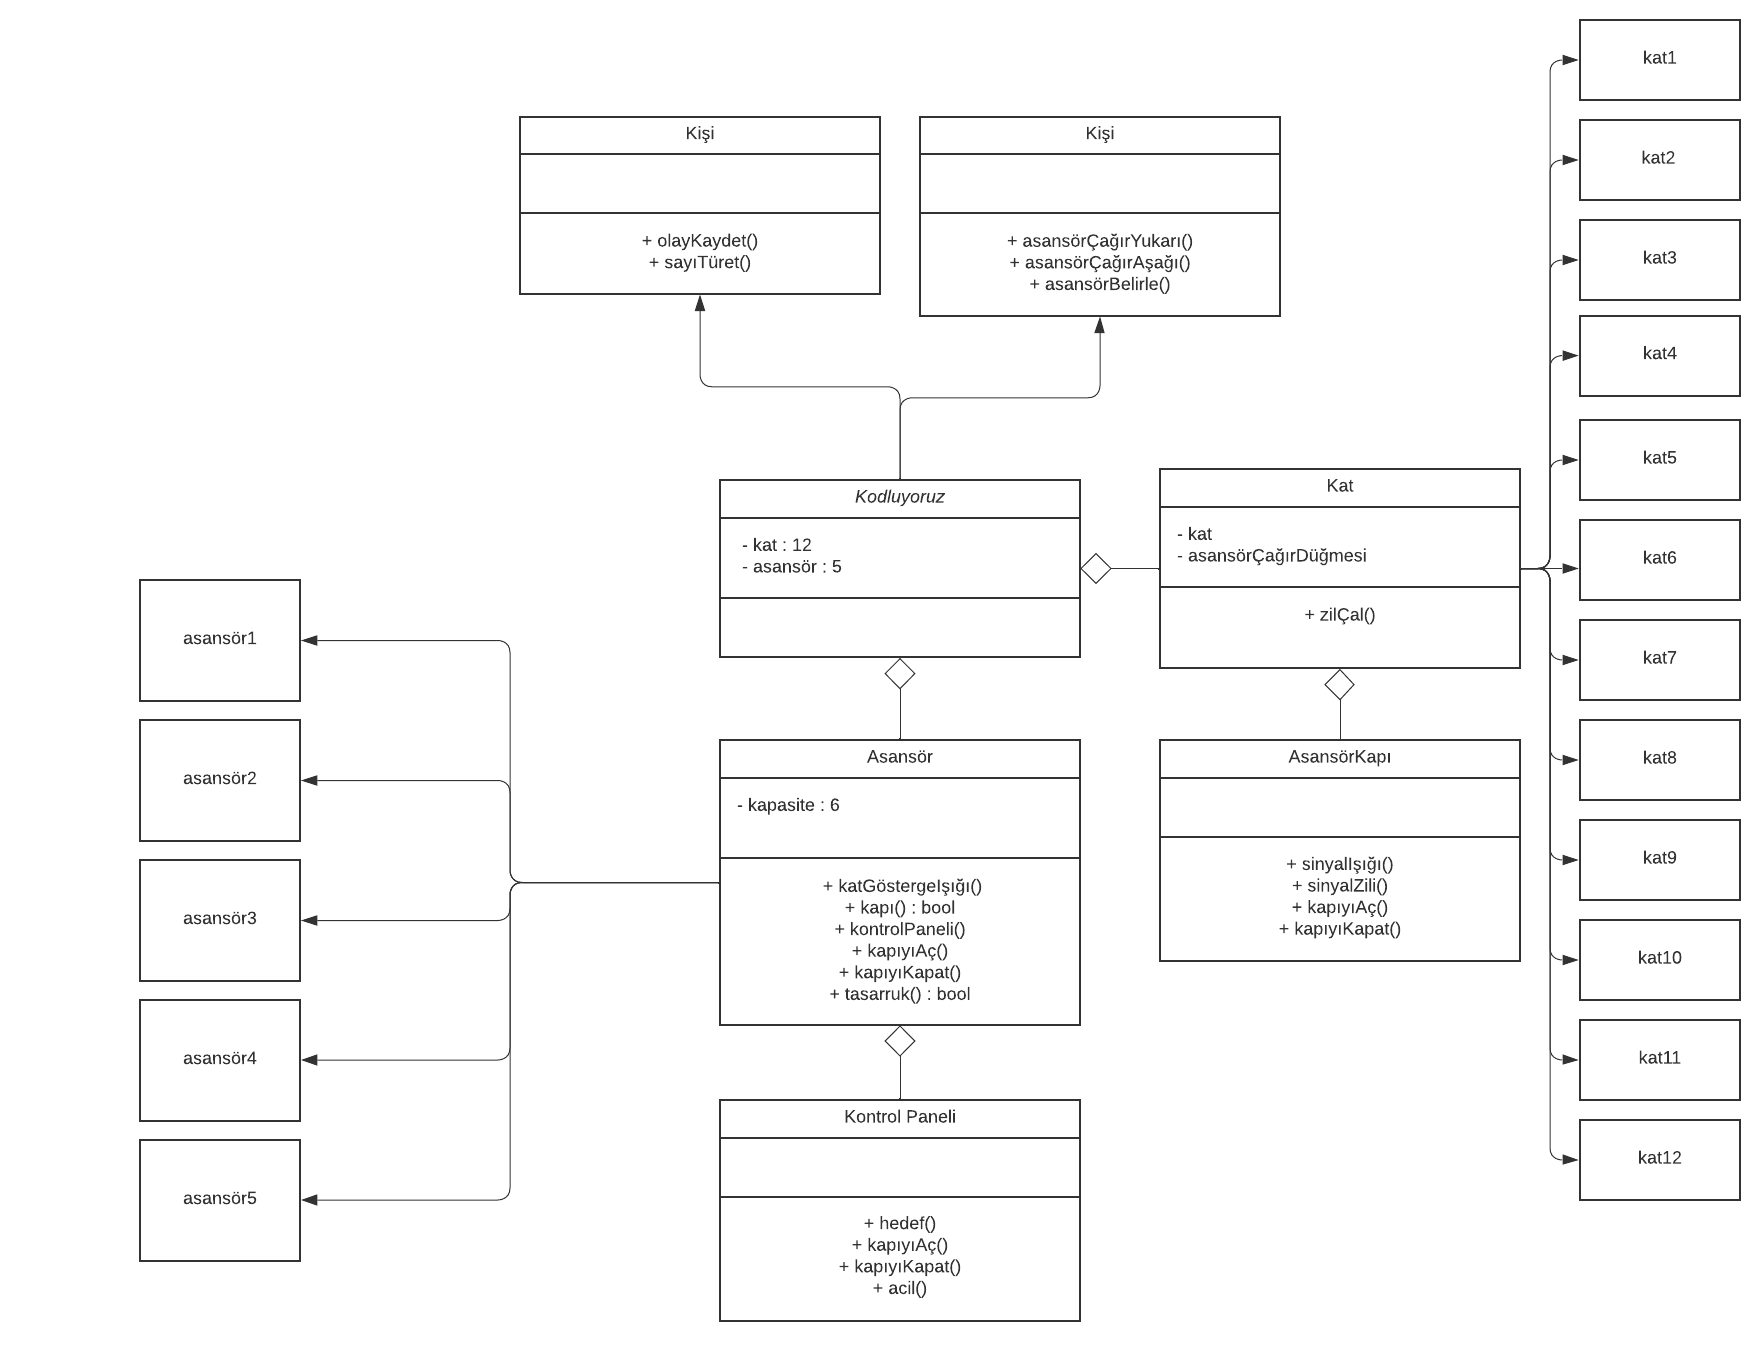 Kişi
+ olayKaydet()
+ sayıTüret()
Kişi
+ asansörÇağırYukarı()
+ asansörÇağırAşağı()
+ asansörBelirle()
Kodluyoruz
- kat : 12
- asansör : 5
Kat
- kat
- asansörÇağırDüğmesi
+ zilÇal()
Asansör
- kapasite : 6
+ katGöstergeIşığı()
+ kapı() : bool
+ kontrolPaneli()
+ kapıyıAç()
+ kapıyıKapat()
+ tasarruk() : bool
AsansörKapı
+ sinyalIşığı()
+ sinyalZili()
+ kapıyıAç()
+ kapıyıKapat()
Kontrol Paneli
+ hedef()
+ kapıyıAç()
+ kapıyıKapat()
+ acil()
asansör1
asansör2
asansör3
asansör4
asansör5
kat1
kat2
kat3
kat4
kat5
kat6
kat7
kat8
kat9
kat10
kat11
kat12